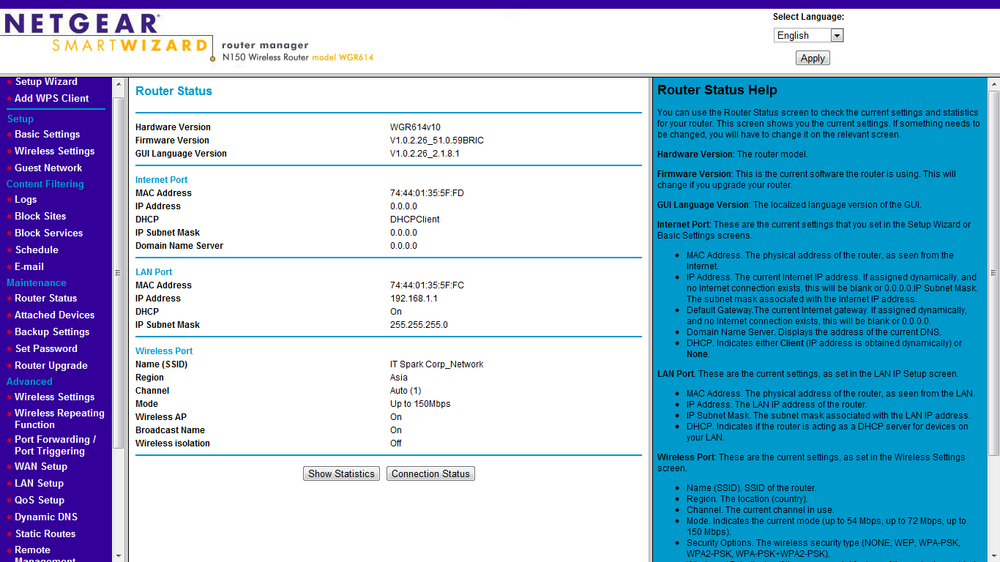 NETGEAR®
SMARTWIZARD router manager
N150 Wireless Router model WGR614
Select Language:
English
Apply
Setup Wizard
Add WPS Client
Setup
Basic Settings
Wireless Settings
Guest Network
Content Filtering
Logs
Block Sites
Block Services
Schedule
E-mail
Maintenance
Router Status
Attached Devices
Backup Settings
Set Password
Router Upgrade
Advanced
Wireless Settings
Wireless Repeating
Function
Port Forwarding /
Port Triggering
WAN Setup
LAN Setup
QoS Setup
Dynamic DNS
Static Routes
Remote
Management
Router Status
Hardware Version WGR614v10
Firmware Version V1.0.2.26_51.0.59BRIC
GUI Language Version V1.0.2.26_2.1.8.1
Internet Port
MAC Address 74:44:01:35:5F:FD
IP Address 0.0.0.0
DHCP DHCPClient
IP Subnet Mask 0.0.0.0
Domain Name Server 0.0.0.0
LAN Port
MAC Address 74:44:01:35:5F:FC
IP Address 192.168.1.1
DHCP On
IP Subnet Mask 255.255.255.0
Wireless Port
Name (SSID) IT Spark Corp_Network
Region Asia
Channel Auto (1)
Mode Up to 150Mbps
Wireless AP On
Broadcast Name On
Wireless isolation Off
Show Statistics Connection Status
Router Status Help
You can use the Router Status screen to check the current settings and statistics
for your router. This screen shows you the current settings. If something needs to
be changed, you will have to change it on the relevant screen.
Hardware Version: The router model.
Firmware Version: This is the current software the router is using. This will
change if you upgrade your router.
GUI Language Version: The localized language version of the GUI.
Internet Port: These are the current settings that you set in the Setup Wizard or
Basic Settings screens.
• MAC Address. The physical address of the router, as seen from the
Internet.
• IP Address. The current Internet IP address. If assigned dynamically, and
no Internet connection exists, this will be blank or 0.0.0.0.IP Subnet Mask.
The subnet mask associated with the Internet IP address.
• Default Gateway.The current Internet gateway. If assigned dynamically,
and no Internet connection exists, this will be blank or 0.0.0.0.
• Domain Name Server. Displays the address of the current DNS.
• DHCP. Indicates either Client (IP address is obtained dynamically) or
None.
LAN Port. These are the current settings, as set in the LAN IP Setup screen.
• MAC Address. The physical address of the router, as seen from the LAN.
• IP Address. The LAN IP address of the router.
• IP Subnet Mask. The subnet mask associated with the LAN IP address.
• DHCP. Indicates if the router is acting as a DHCP server for devices on
your LAN.
Wireless Port: These are the current settings, as set in the Wireless Settings
screen.
• Name (SSID). SSID of the router.
• Region. The location (country).
• Channel. The current channel in use.
• Mode. Indicates the current mode (up to 54 Mbps, up to 72 Mbps, up to
150 Mbps).
• Security Options. The wireless security type (NONE, WEP, WPA-PSK,
WPA2-PSK, WPA-PSK+WPA2-PSK).